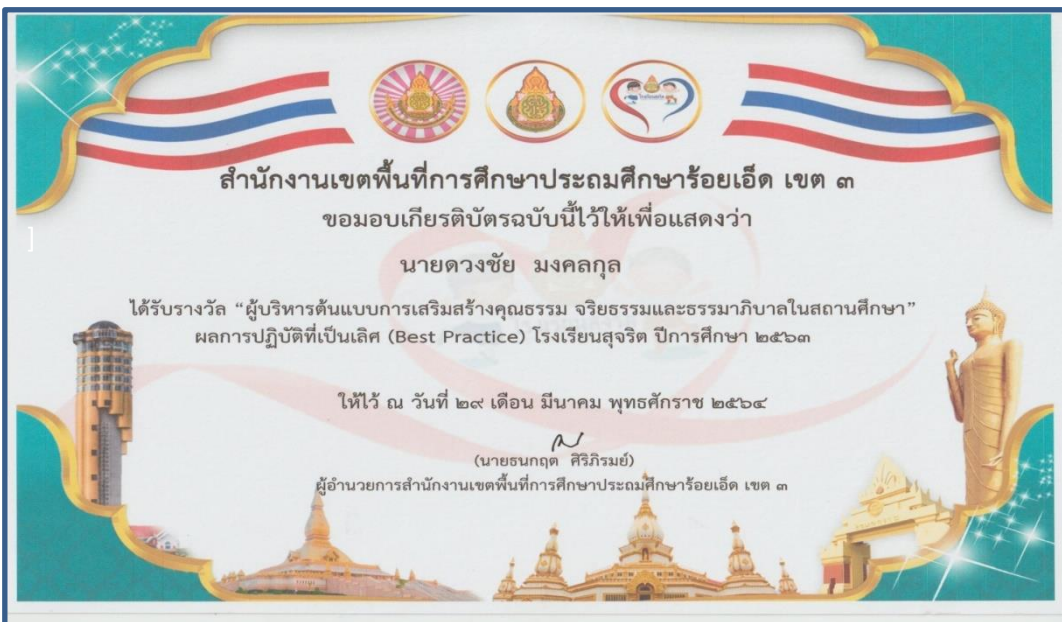 สำนักงานเขตพื้นที่การศึกษาประถมศึกษาร้อยเอ็ด เขต ๓
ขอมอบเกียรติบัตรฉบับนี้ไว้ให้เพื่อแสดงว่า
นายดวงชัย มงคลกุล
ได้รับรางวัล “ผู้บริหารต้นแบบการเสริมสร้างคุณธรรม จริยธรรมและธรรมาภิบาลในสถานศึกษา”
ผลการปฏิบัติที่เป็นเลิศ (Best Practice) โรงเรียนสุจริต ปีการศึกษา ๒๕๖๓
ให้ไว้ ณ วันที่ ๒๙ เดือน มีนาคม พุทธศักราช ๒๕๖๔
(นายธนกฤต ศิริภิรมย์)
ผู้อำนวยการสำนักงานเขตพื้นที่การศึกษาประถมศึกษาร้อยเอ็ด เขต ๓